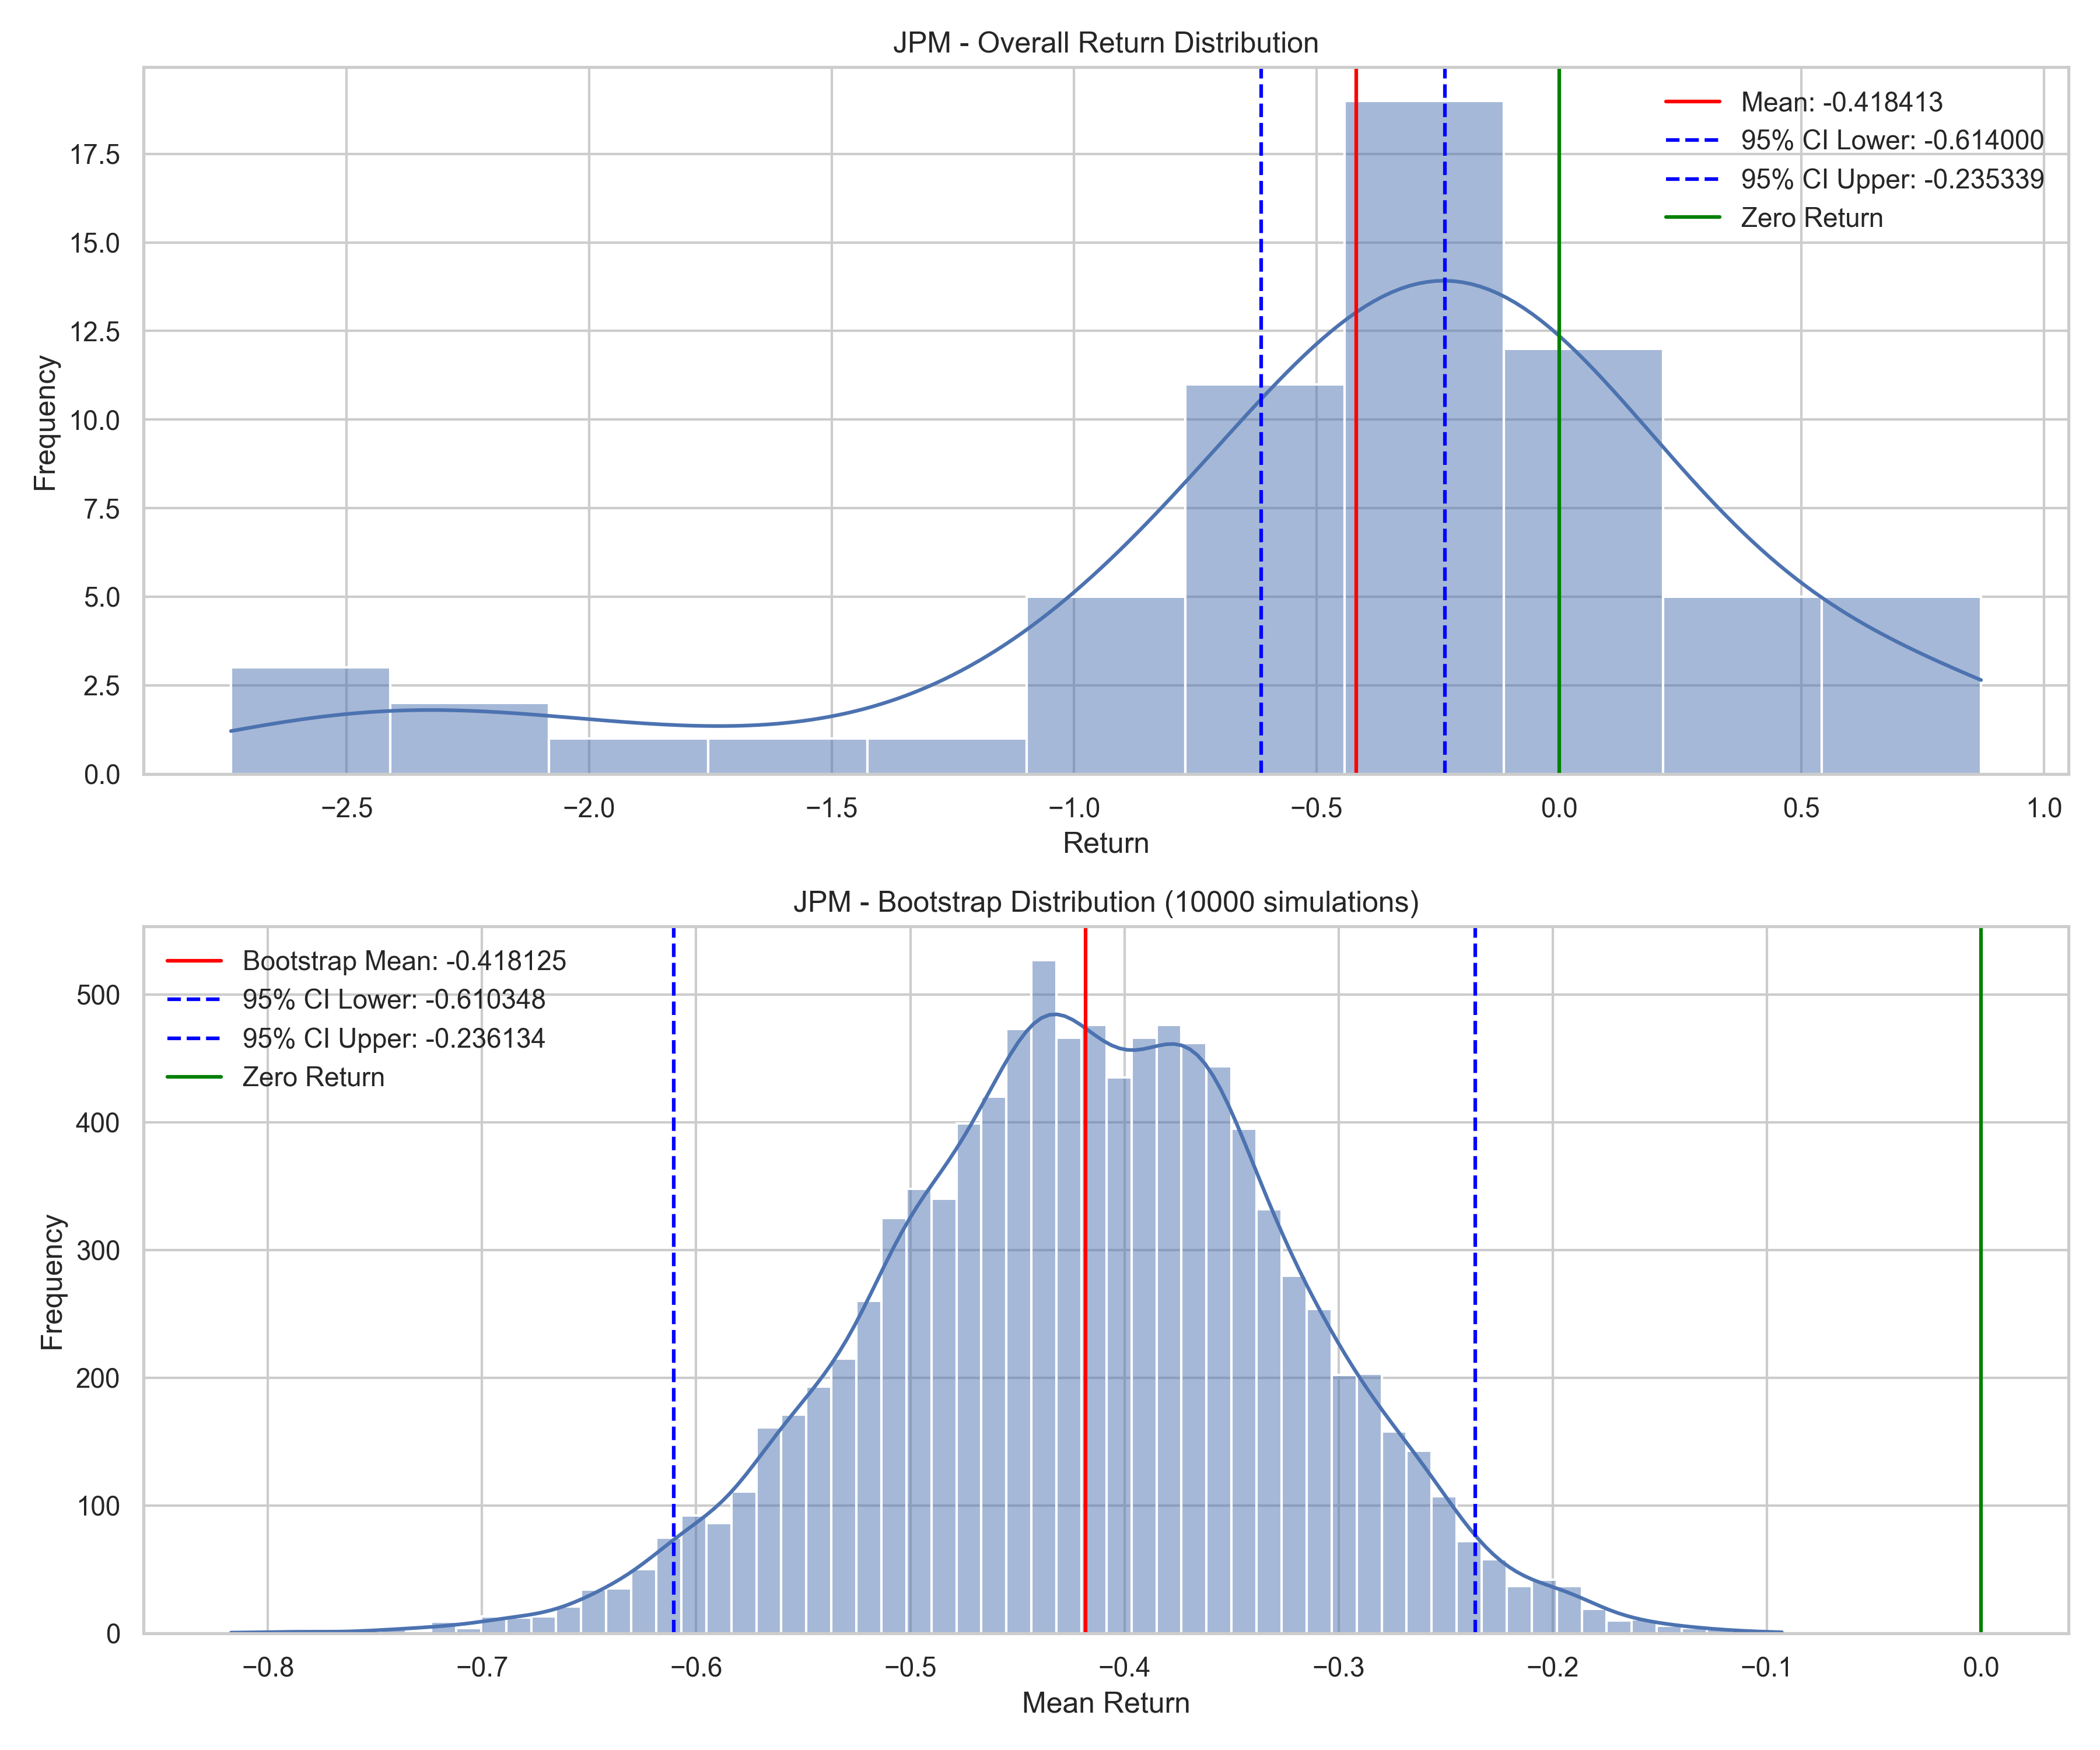 JPM - Overall Return Distribution
Mean: -0.418413
95% CI Lower: -0.614000
95% CI Upper: -0.235339
Zero Return
17.5
15.0
12.5
10.0
7.5
5.0
2.5
0.0
Frequency
−2.5 −2.0 −1.5 −1.0 −0.5 0.0 0.5 1.0
Return
JPM - Bootstrap Distribution (10000 simulations)
Bootstrap Mean: -0.418125
95% CI Lower: -0.610348
95% CI Upper: -0.236134
Zero Return
500
400
300
200
100
0
Frequency
−0.8 −0.7 −0.6 −0.5 −0.4 −0.3 −0.2 −0.1 0.0
Mean Return